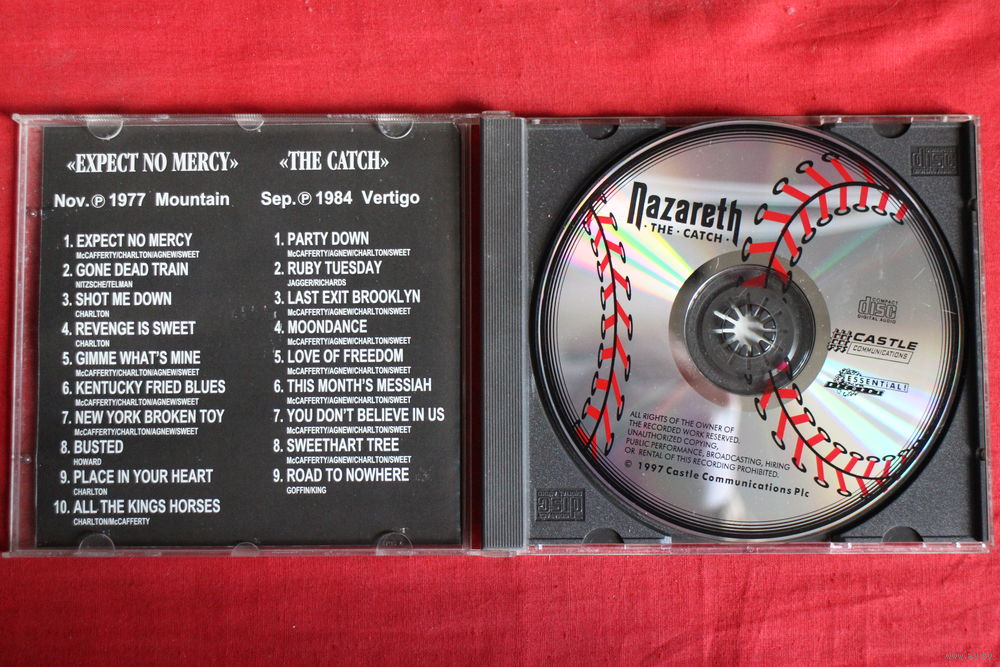 «EXPECT NO MERCY»
Nov. ℗ 1977 Mountain
1. EXPECT NO MERCY
McCAFFERTY/CHARLTON/AGNEW/SWEET
2. GONE DEAD TRAIN
NITZSCHE/TELMAN
3. SHOT ME DOWN
CHARLTON
4. REVENGE IS SWEET
CHARLTON
5. GIMME WHAT'S MINE
McCAFFERTY/CHARLTON/AGNEW/SWEET
6. KENTUCKY FRIED BLUES
McCAFFERTY/CHARLTON/AGNEW/SWEET
7. NEW YORK BROKEN TOY
McCAFFERTY/CHARLTON/AGNEW/SWEET
8. BUSTED
HOWARD
9. PLACE IN YOUR HEART
CHARLTON
10. ALL THE KINGS HORSES
CHARLTON/McCAFFERTY
«THE CATCH»
Sep. ℗ 1984 Vertigo
1. PARTY DOWN
McCAFFERTY/AGNEW/CHARLTON/SWEET
2. RUBY TUESDAY
JAGGER/RICHARDS
3. LAST EXIT BROOKLYN
McCAFFERTY/AGNEW/CHARLTON/SWEET
4. MOONDANCE
McCAFFERTY/AGNEW/CHARLTON/SWEET
5. LOVE OF FREEDOM
McCAFFERTY/AGNEW/CHARLTON/SWEET
6. THIS MONTH'S MESSIAH
McCAFFERTY/AGNEW/CHARLTON/SWEET
7. YOU DON'T BELIEVE IN US
McCAFFERTY/AGNEW/CHARLTON/SWEET
8. SWEETHART TREE
McCAFFERTY/AGNEW/CHARLTON/SWEET
9. ROAD TO NOWHERE
GOFFIN/KING
Nazareth
· THE · CATCH ·
COMPACT
disc
DIGITAL AUDIO
CASTLE
COMMUNICATIONS
ESSENTIAL!
RECORDS
ALL RIGHTS OF THE OWNER OF
THE RECORDED WORK RESERVED.
UNAUTHORIZED COPYING,
PUBLIC PERFORMANCE, BROADCASTING, HIRING
OR RENTAL OF THIS RECORDING PROHIBITED.
© 1997 Castle Communications Plc
disc
disc